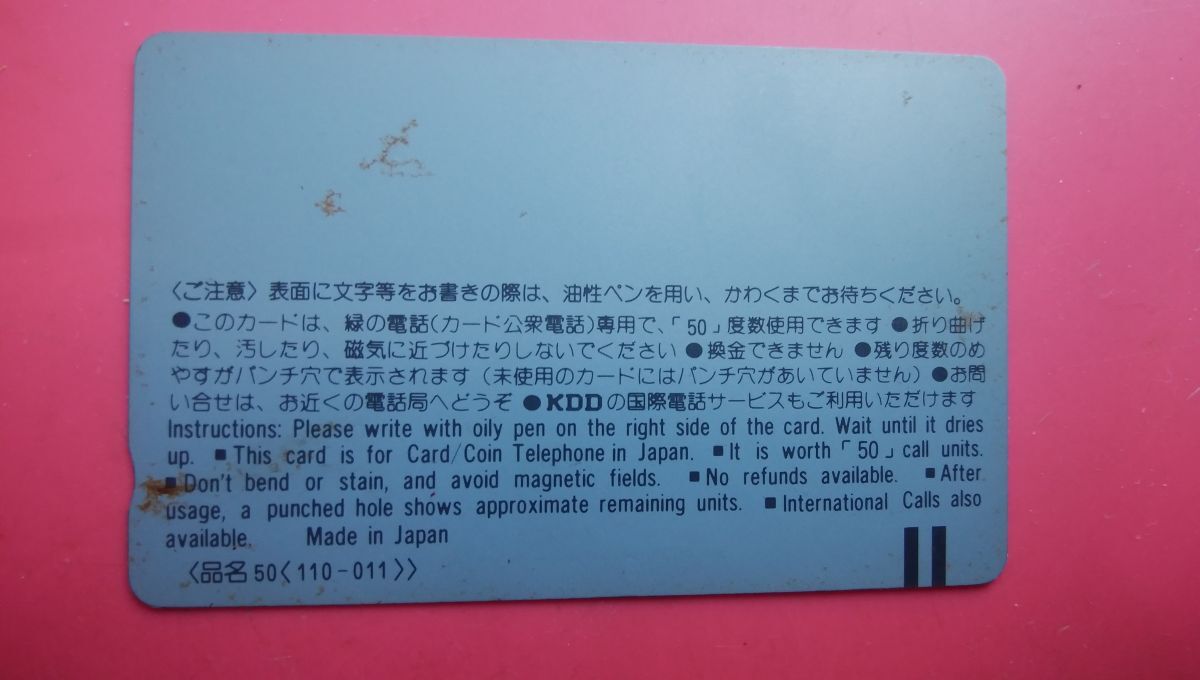 〈ご注意〉表面に文字等をお書きの際は、油性ペンを用い、かわくまでお待ちください。
●このカードは、緑の電話(カード公衆電話)専用で、「50」度数使用できます ●折り曲げ
たり、汚したり、磁気に近づけたりしないでください ●換金できません ●残り度数のめ
やすがパンチ穴で表示されます(未使用のカードにはパンチ穴があいていません)●お問
い合せは、お近くの電話局へどうぞ ●KDDの国際電話サービスもご利用いただけます
Instructions: Please write with oily pen on the right side of the card. Wait until it dries
up. ■This card is for Card/Coin Telephone in Japan. ■It is worth「50」call units.
■Don't bend or stain, and avoid magnetic fields. ■No refunds available. ■After
usage, a punched hole shows approximate remaining units. ■International Calls also
available. Made in Japan
〈品名50〈110-011〉〉